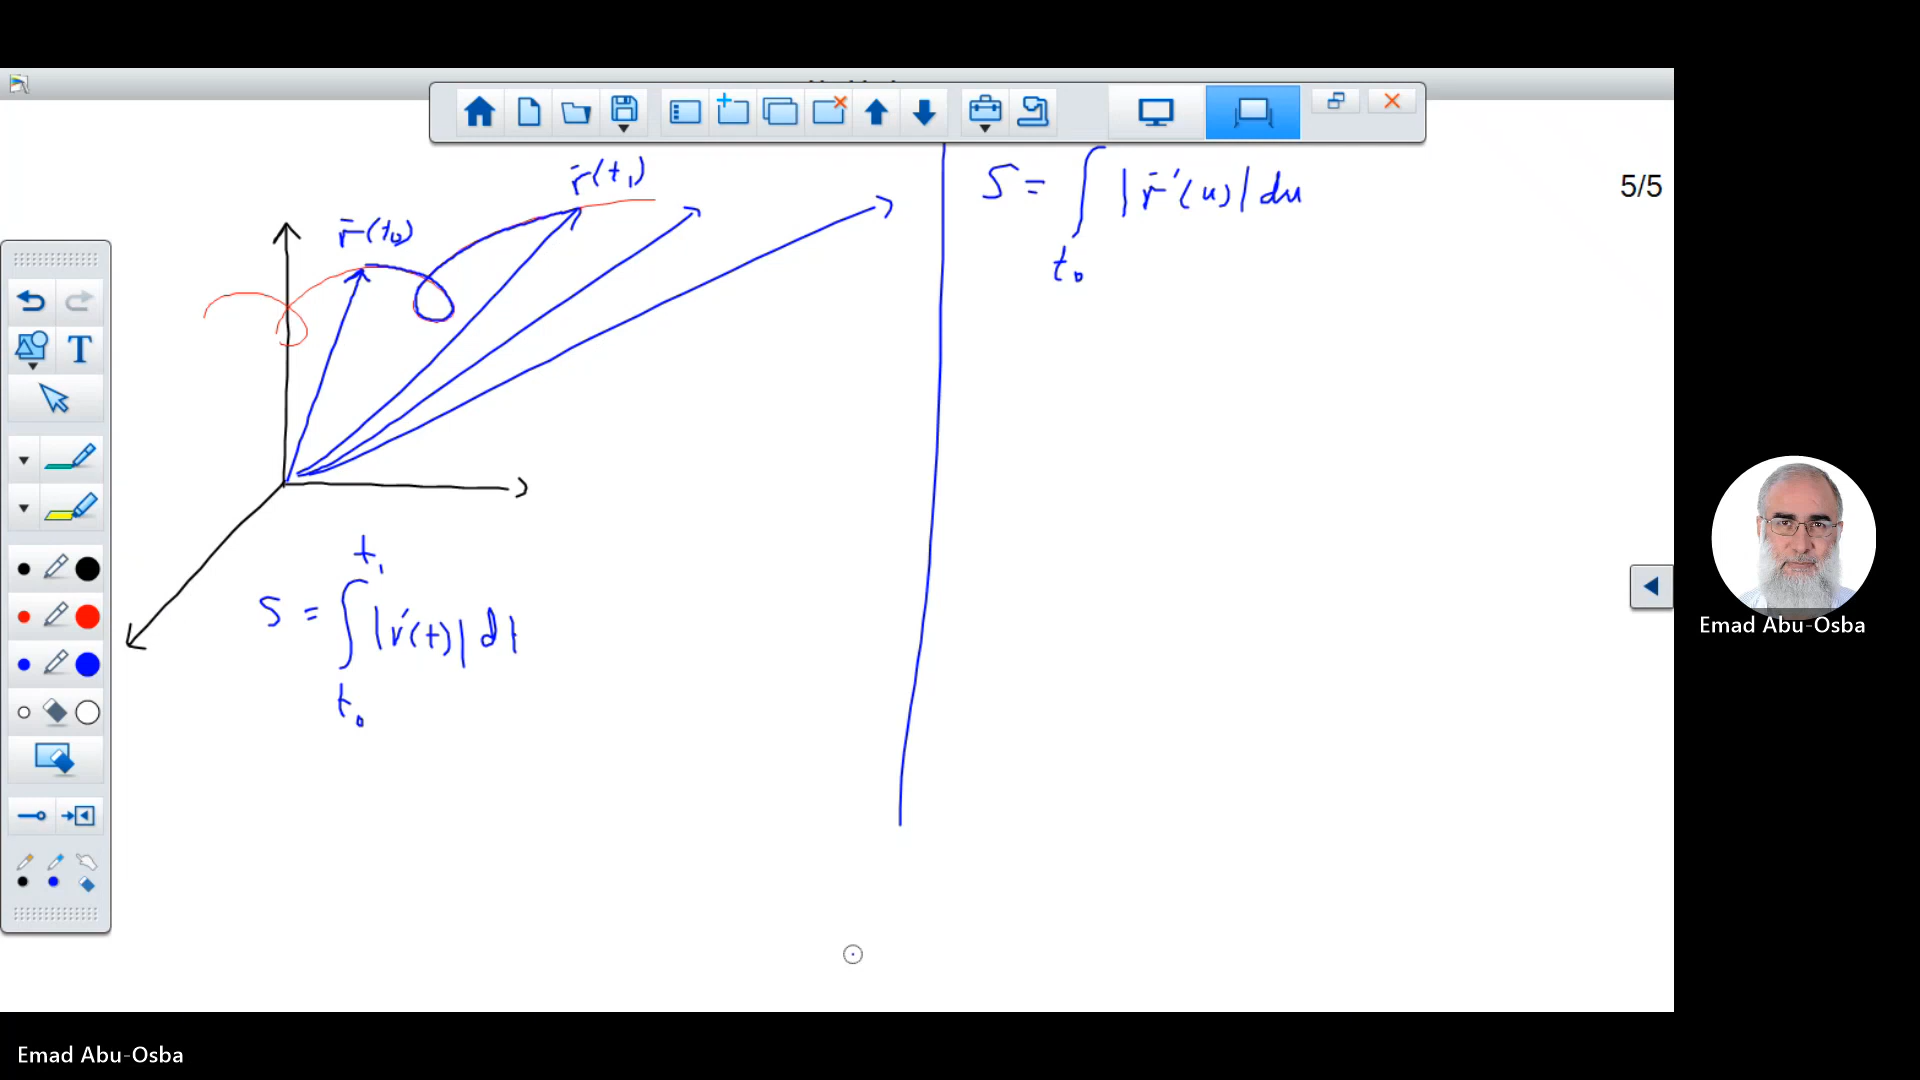 r̄(t₁)
r̄(t₀)
S = ∫ |r̄′(u)| du
t₀
5/5
T
t₁
S = ∫ |r′(t)| dt
t₀
Emad Abu-Osba
Emad Abu-Osba